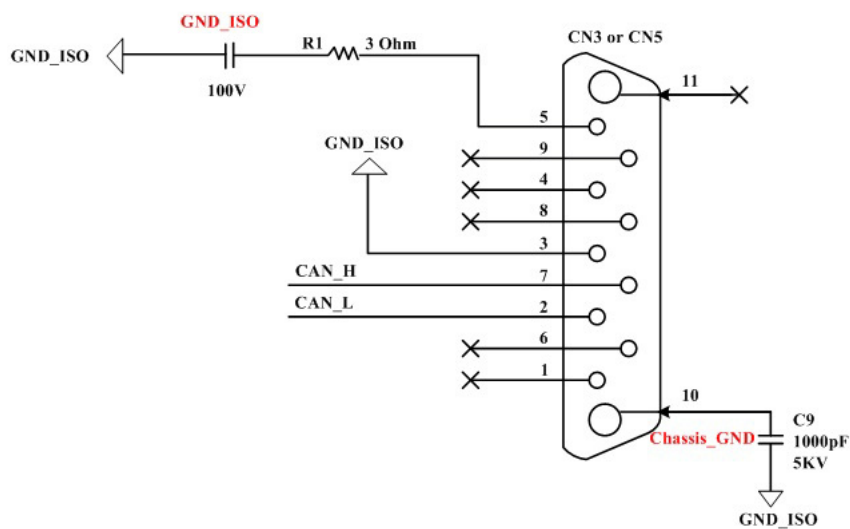 GND_ISO
GND_ISO
R1
3 Ohm
100V
CN3 or CN5
11
5
GND_ISO
9
4
8
3
CAN_H
7
CAN_L
2
6
1
10
C9
Chassis_GND
1000pF
5KV
GND_ISO